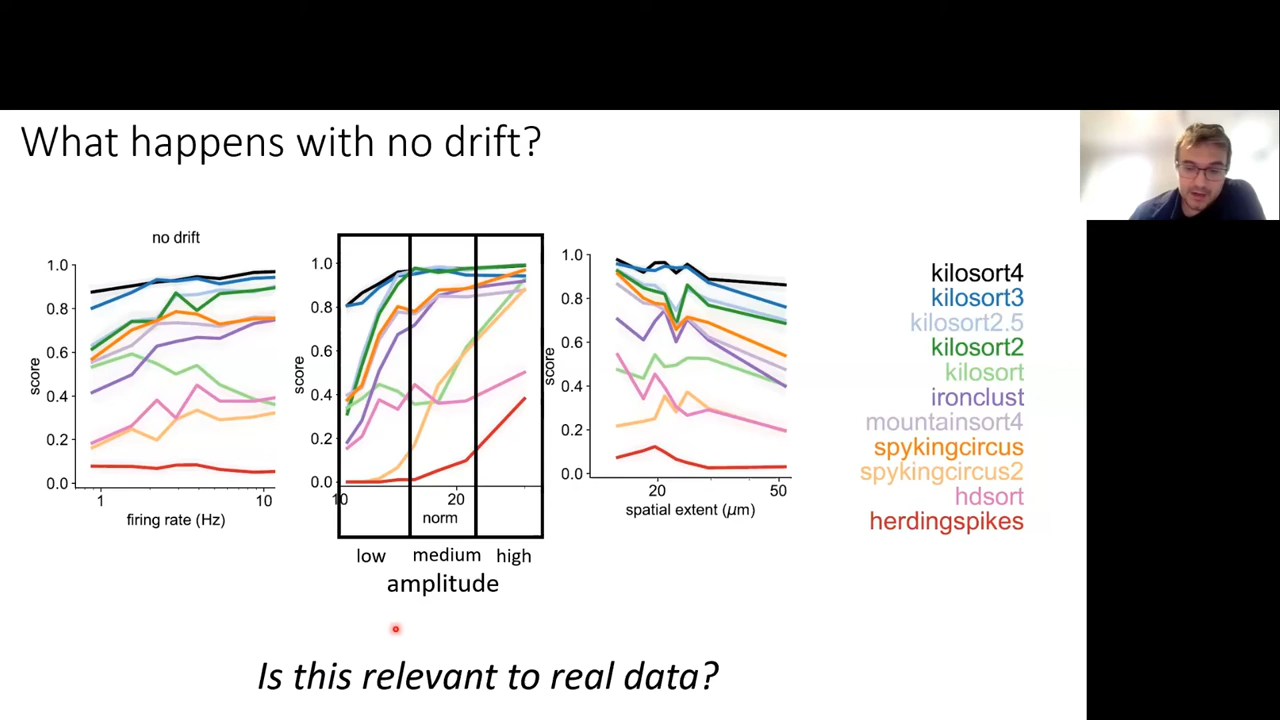 What happens with no drift?
no drift
1.0
0.8
0.6
0.4
0.2
0.0
score
1 10
firing rate (Hz)
1.0
0.8
0.6
0.4
0.2
0.0
score
10 20
norm
low medium high
amplitude
1.0
0.8
0.6
0.4
0.2
0.0
score
20 50
spatial extent (μm)
kilosort4
kilosort3
kilosort2.5
kilosort2
kilosort
ironclust
mountainsort4
spykingcircus
spykingcircus2
hdsort
herdingspikes
Is this relevant to real data?